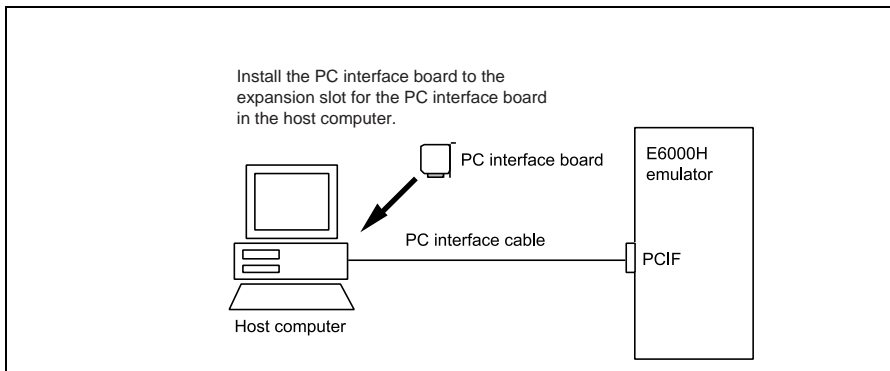 Install the PC interface board to the
expansion slot for the PC interface board
in the host computer.
PC interface board
E6000H
emulator
PC interface cable
PCIF
Host computer